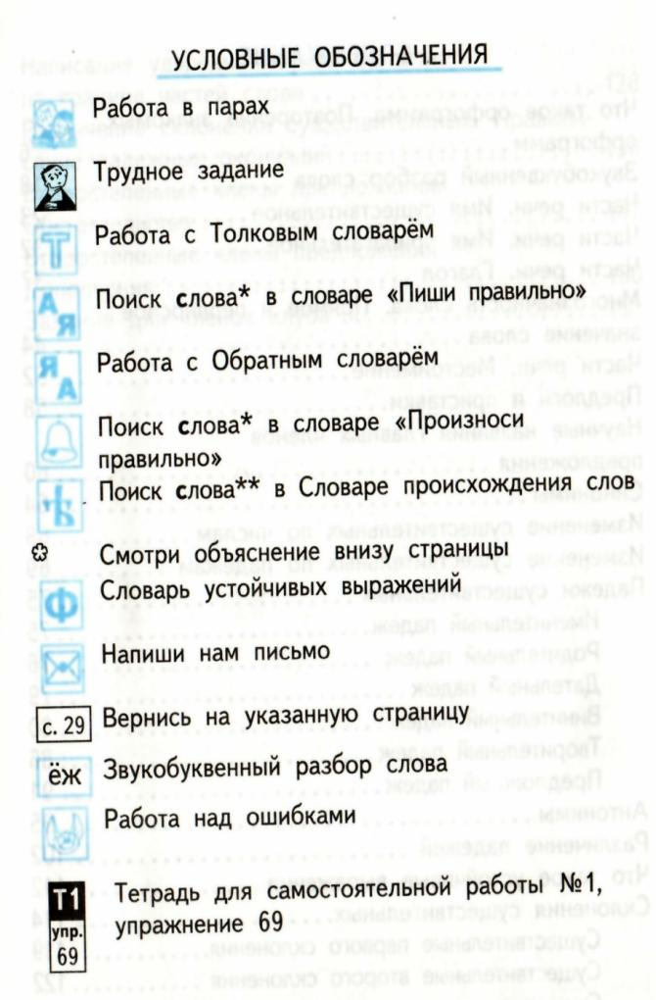 УСЛОВНЫЕ ОБОЗНАЧЕНИЯ
Работа в парах
Трудное задание
Т Работа с Толковым словарём
А Я Поиск слова* в словаре «Пиши правильно»
Я А Работа с Обратным словарём
Поиск слова* в словаре «Произноси
правильно»
Поиск слова** в Словаре происхождения слов
Смотри объяснение внизу страницы
Ф Словарь устойчивых выражений
Напиши нам письмо
с. 29 Вернись на указанную страницу
ёж Звукобуквенный разбор слова
Работа над ошибками
Т1 Тетрадь для самостоятельной работы №1,
упр. упражнение 69
69